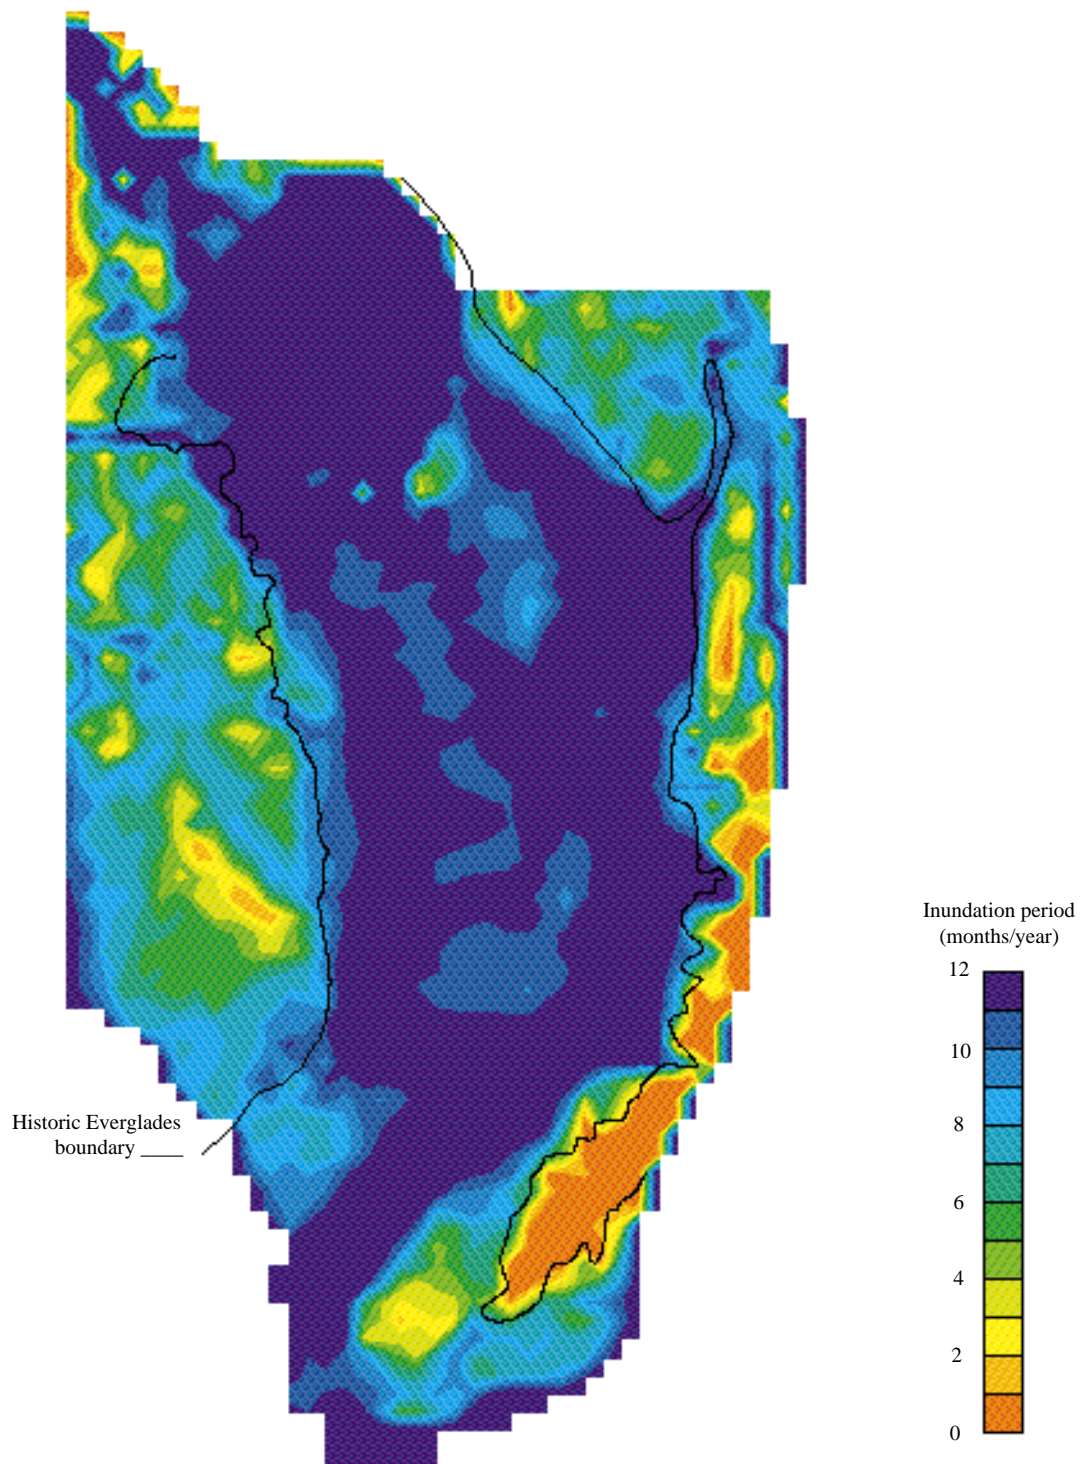 Inundation period
(months/year)
12
10
8
6
4
2
0
Historic Everglades
boundary ____